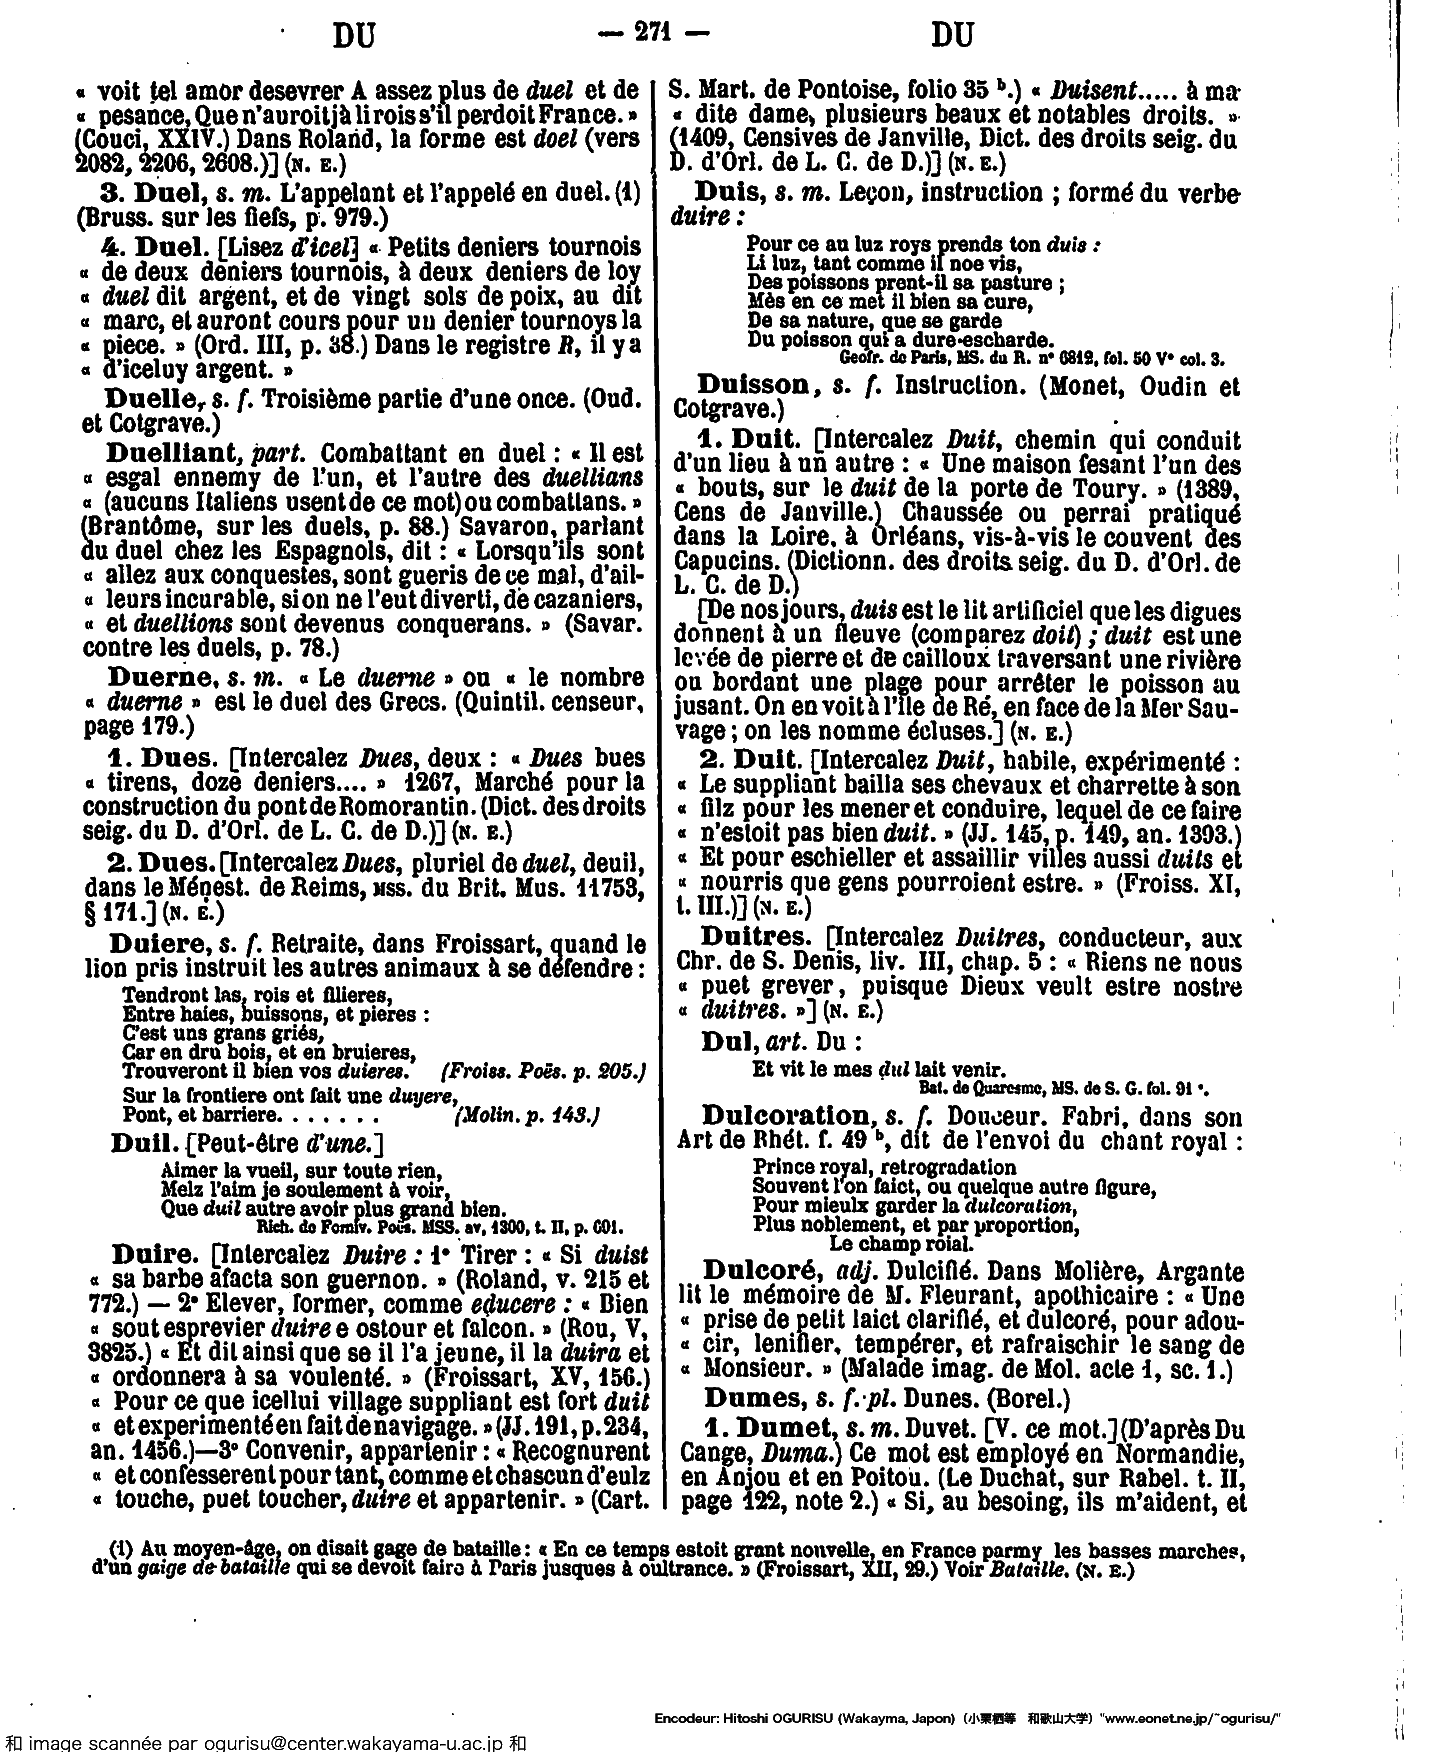 DU
— 271 —
DU
« voit tel amor desevrer A assez plus de duel et de
« pesance, Que n'auroit jà li rois s'il perdoit France. »
(Couci, XXIV.) Dans Roland, la forme est doel (vers
2082, 2206, 2608.)] (N. E.)
3. Duel, s. m. L'appelant et l'appelé en duel. (1)
(Bruss. sur les fiefs, p. 979.)
4. Duel. [Lisez d'icel] « Petits deniers tournois
« de deux deniers tournois, à deux deniers de loy
« duel dit argent, et de vingt sols de poix, au dit
« marc, et auront cours pour un denier tournoys la
« piece. » (Ord. III, p. 38.) Dans le registre R, il y a
« d'iceluy argent. »
Duelle, s. f. Troisième partie d'une once. (Oud.
et Cotgrave.)
Duelliant, part. Combattant en duel : « Il est
« esgal ennemy de l'un, et l'autre des duellians
« (aucuns Italiens usent de ce mot) ou combattans. »
(Brantôme, sur les duels, p. 88.) Savaron, parlant
du duel chez les Espagnols, dit : « Lorsqu'ils sont
« allez aux conquestes, sont gueris de ce mal, d'ail-
« leurs incurable, si on ne l'eut diverti, de cazaniers,
« et duellions sont devenus conquerans. » (Savar.
contre les duels, p. 78.)
Duerne, s. m. « Le duerne » ou « le nombre
« duerne » est le duel des Grecs. (Quintil. censeur,
page 179.)
1. Dues. [Intercalez Dues, deux : « Dues bues
« tirens, doze deniers.... » 1267, Marché pour la
construction du pont de Romorantin. (Dict. des droits
seig. du D. d'Orl. de L. C. de D.)] (N. E.)
2. Dues. [Intercalez Dues, pluriel de duel, deuil,
dans le Ménest. de Reims, MSS. du Brit. Mus. 11753,
§ 171.] (N. E.)
Duiere, s. f. Retraite, dans Froissart, quand le
lion pris instruit les autres animaux à se défendre :
Tendront las, rois et filieres,
Entre haies, buissons, et pieres :
C'est uns grans griés,
Car en dru bois, et en bruieres,
Trouveront il bien vos duieres. (Froiss. Poës. p. 205.)
Sur la frontiere ont fait une duyere,
Pont, et barriere. . . . . . . (Molin. p. 143.)
Duil. [Peut-être d'une.]
Aimer la vueil, sur toute rien,
Melz l'aim je soulement à voir,
Que duil autre avoir plus grand bien.
Rich. de Forniv. Poës. MSS. av. 1300, t. II, p. 601.
Duire. [Intercalez Duire : 1° Tirer : « Si duist
« sa barbe afacta son guernon. » (Roland, v. 215 et
772.) — 2° Elever, former, comme educere : « Bien
« sout esprevier duire e ostour et falcon. » (Rou, V,
3825.) « Et dit ainsi que se il l'a jeune, il la duira et
« ordonnera à sa voulenté. » (Froissart, XV, 156.)
« Pour ce que icellui village suppliant est fort duit
« et experimenté en fait de navigage. » (JJ. 191, p. 234,
an. 1456.) — 3° Convenir, appartenir : « Recognurent
« et confesserent pour tant, comme et chascun d'eulz
« touche, puet toucher, duire et appartenir. » (Cart.
S. Mart. de Pontoise, folio 35 b.) « Duisent..... à ma
« dite dame, plusieurs beaux et notables droits. »
(1409, Censives de Janville, Dict. des droits seig. du
D. d'Orl. de L. C. de D.)] (N. E.)
Duis, s. m. Leçon, instruction ; formé du verbe
duire :
Pour ce au luz roys prends ton duis :
Li luz, tant comme il noe vis,
Des poissons prent-il sa pasture ;
Mès en ce met il bien sa cure,
De sa nature, que se garde
Du poisson qui a dure-escharde.
Geofr. de Paris, MS. du R. n° 6812, fol. 50 V° col. 3.
Duisson, s. f. Instruction. (Monet, Oudin et
Cotgrave.)
1. Duit. [Intercalez Duit, chemin qui conduit
d'un lieu à un autre : « Une maison fesant l'un des
« bouts, sur le duit de la porte de Toury. » (1389,
Cens de Janville.) Chaussée ou perrai pratiqué
dans la Loire, à Orléans, vis-à-vis le couvent des
Capucins. (Dictionn. des droits seig. du D. d'Orl. de
L. C. de D.)
[De nos jours, duis est le lit artificiel que les digues
donnent à un fleuve (comparez doit) ; duit est une
levée de pierre et de cailloux traversant une rivière
ou bordant une plage pour arrêter le poisson au
jusant. On en voit à l'île de Ré, en face de la Mer Sau-
vage ; on les nomme écluses.] (N. E.)
2. Duit. [Intercalez Duit, habile, expérimenté :
« Le suppliant bailla ses chevaux et charrette à son
« filz pour les mener et conduire, lequel de ce faire
« n'estoit pas bien duit. » (JJ. 145, p. 149, an. 1393.)
« Et pour eschieller et assaillir villes aussi duits et
« nourris que gens pourroient estre. » (Froiss. XI,
t. III.)] (N. E.)
Duitres. [Intercalez Duitres, conducteur, aux
Chr. de S. Denis, liv. III, chap. 5 : « Riens ne nous
« puet grever, puisque Dieux veult estre nostre
« duitres. »] (N. E.)
Dul, art. Du :
Et vit le mes dul lait venir.
Bat. de Quaresme, MS. de S. G. fol. 91 °.
Dulcoration, s. f. Douceur. Fabri, dans son
Art de Rhét. f. 49 b, dit de l'envoi du chant royal :
Prince royal, retrogradation
Souvent l'on faict, ou quelque autre figure,
Pour mieulx garder la dulcoration,
Plus noblement, et par proportion,
Le champ roial.
Dulcoré, adj. Dulcifié. Dans Molière, Argante
lit le mémoire de M. Fleurant, apothicaire : « Une
« prise de petit laict clarifié, et dulcoré, pour adou-
« cir, lenifier, tempérer, et rafraischir le sang de
« Monsieur. » (Malade imag. de Mol. acte 1, sc. 1.)
Dumes, s. f. pl. Dunes. (Borel.)
1. Dumet, s. m. Duvet. [V. ce mot.] (D'après Du
Cange, Duma.) Ce mot est employé en Normandie,
en Anjou et en Poitou. (Le Duchat, sur Rabel. t. II,
page 122, note 2.) « Si, au besoing, ils m'aident, et
(1) Au moyen-âge, on disait gage de bataille : « En ce temps estoit grant nouvelle, en France parmy les basses marches,
d'un gaige de bataille qui se devoit faire à Paris jusques à oultrance. » (Froissart, XII, 29.) Voir Bataille. (N. E.)
Encodeur: Hitoshi OGURISU (Wakayma, Japon) (小栗栖等 和歌山大学) "www.eonet.ne.jp/~ogurisu/"
和 image scannée par ogurisu@center.wakayama-u.ac.jp 和